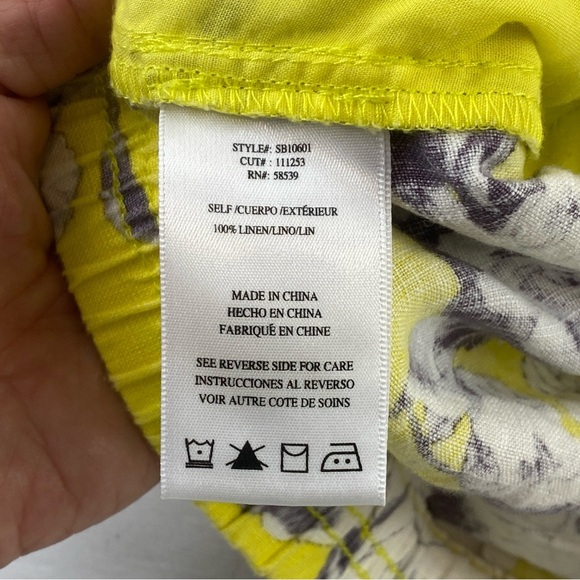 STYLE#: SB10601
CUT# : 111253
RN#: 58539
SELF /CUERPO /EXTÉRIEUR
100% LINEN/LINO/LIN
MADE IN CHINA
HECHO EN CHINA
FABRIQUÉ EN CHINE
SEE REVERSE SIDE FOR CARE
INSTRUCCIONES AL REVERSO
VOIR AUTRE COTE DE SOINS